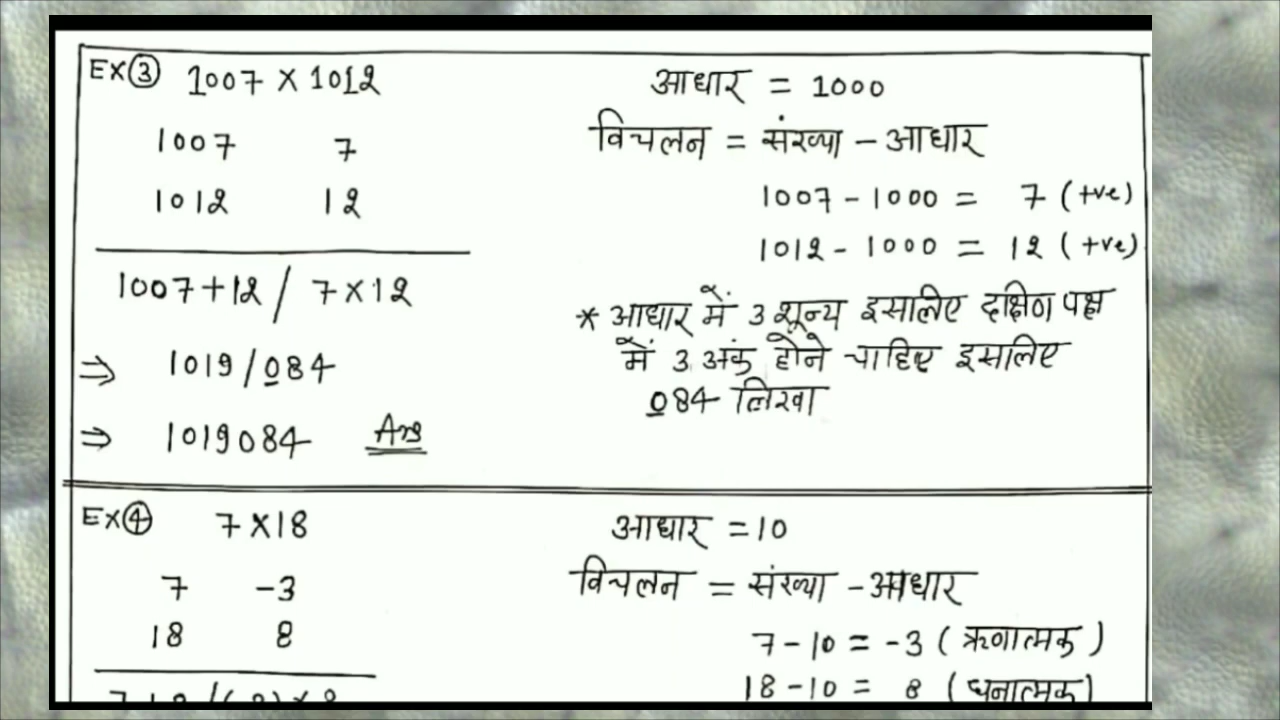 EX③ 1007 × 1012
1007 7
1012 12
1007+12 / 7×12
⇒ 1019/084
⇒ 1019084 Ans
आधार = 1000
विचलन = संख्या - आधार
1007 - 1000 = 7 (+ve)
1012 - 1000 = 12 (+ve)
* आधार में 3 शून्य इसलिए दक्षिण पक्ष
में 3 अंक होने चाहिए इसलिए
084 लिखा
EX④ 7×18
7 -3
18 8
आधार = 10
विचलन = संख्या - आधार
7-10 = -3 (ऋणात्मक)
18-10 = 8 (धनात्मक)